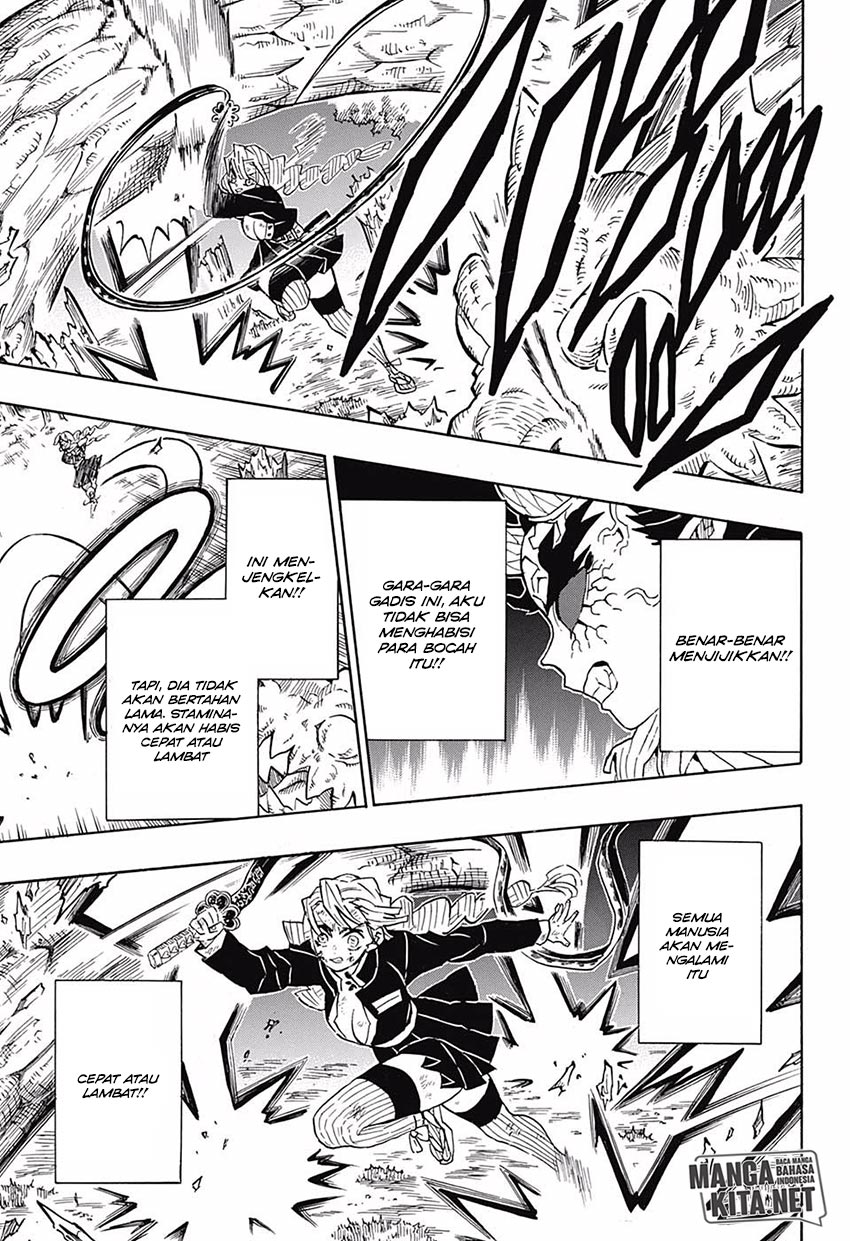 BENAR-BENAR
MENJIJIKKAN!!
GARA-GARA
GADIS INI, AKU
TIDAK BISA
MENGHABISI
PARA BOCAH
ITU!!
INI MEN-
JENGKEL-
KAN!!
TAPI, DIA TIDAK
AKAN BERTAHAN
LAMA. STAMINA-
NYA AKAN HABIS
CEPAT ATAU
LAMBAT
SEMUA
MANUSIA
AKAN ME-
NGALAMI
ITU
CEPAT ATAU
LAMBAT!!
MANGA
KITA.NET
BACA MANGA
BAHASA
INDONESIA